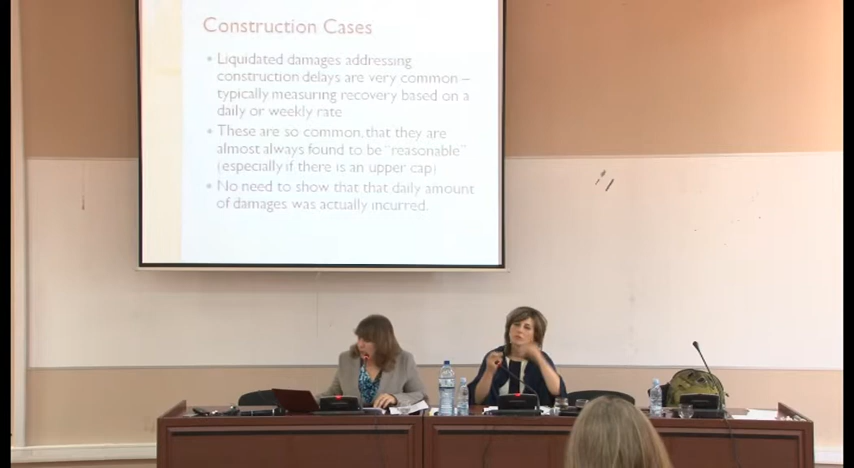 Construction Cases
• Liquidated damages addressing
construction delays are very common –
typically measuring recovery based on a
daily or weekly rate
• These are so common that they are
almost always found to be "reasonable"
(especially if there is an upper cap)
• No need to show that that daily amount
of damages was actually incurred.